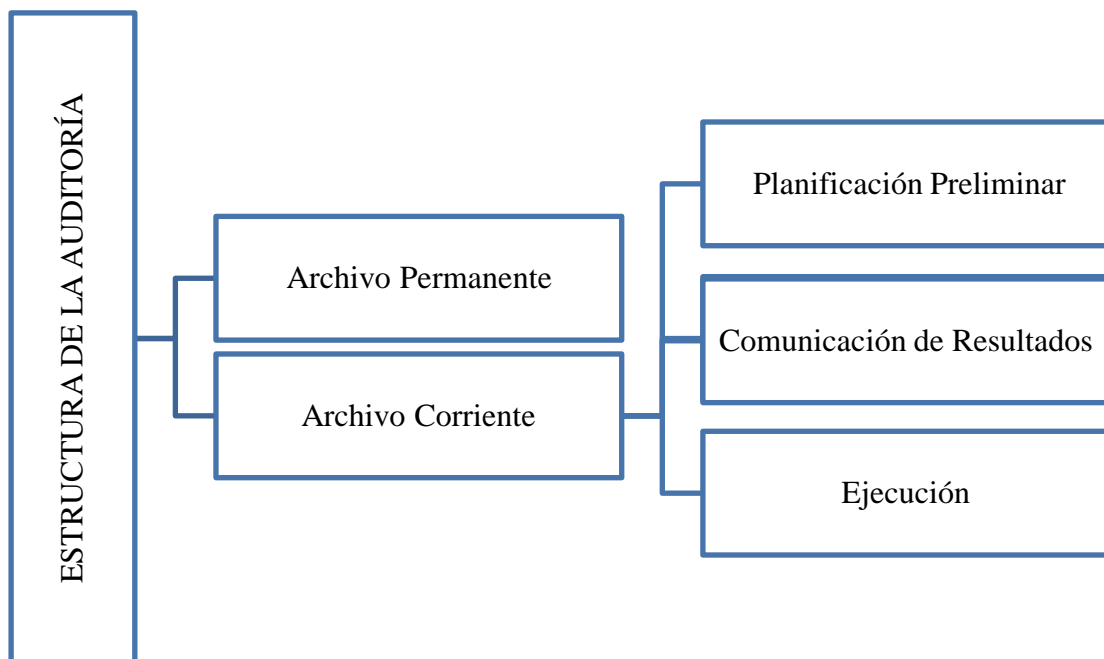 ESTRUCTURA DE LA AUDITORÍA
Archivo Permanente
Archivo Corriente
Planificación Preliminar
Comunicación de Resultados
Ejecución